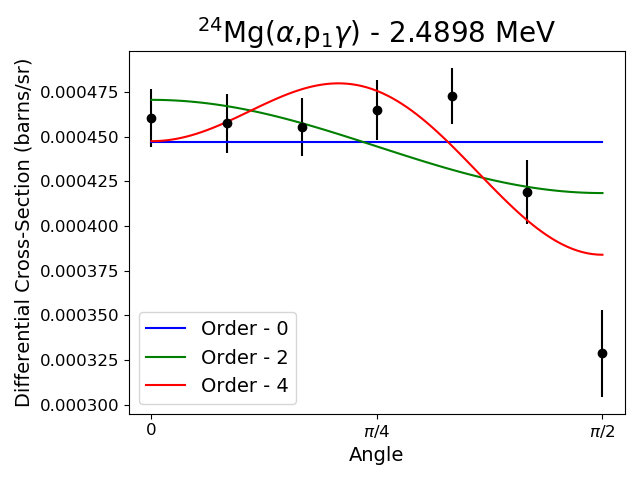 ²⁴Mg(α,p₁γ) - 2.4898 MeV
Differential Cross-Section (barns/sr)
0.000475
0.000450
0.000425
0.000400
0.000375
0.000350
0.000325
0.000300
Order - 0
Order - 2
Order - 4
0
π/4
π/2
Angle